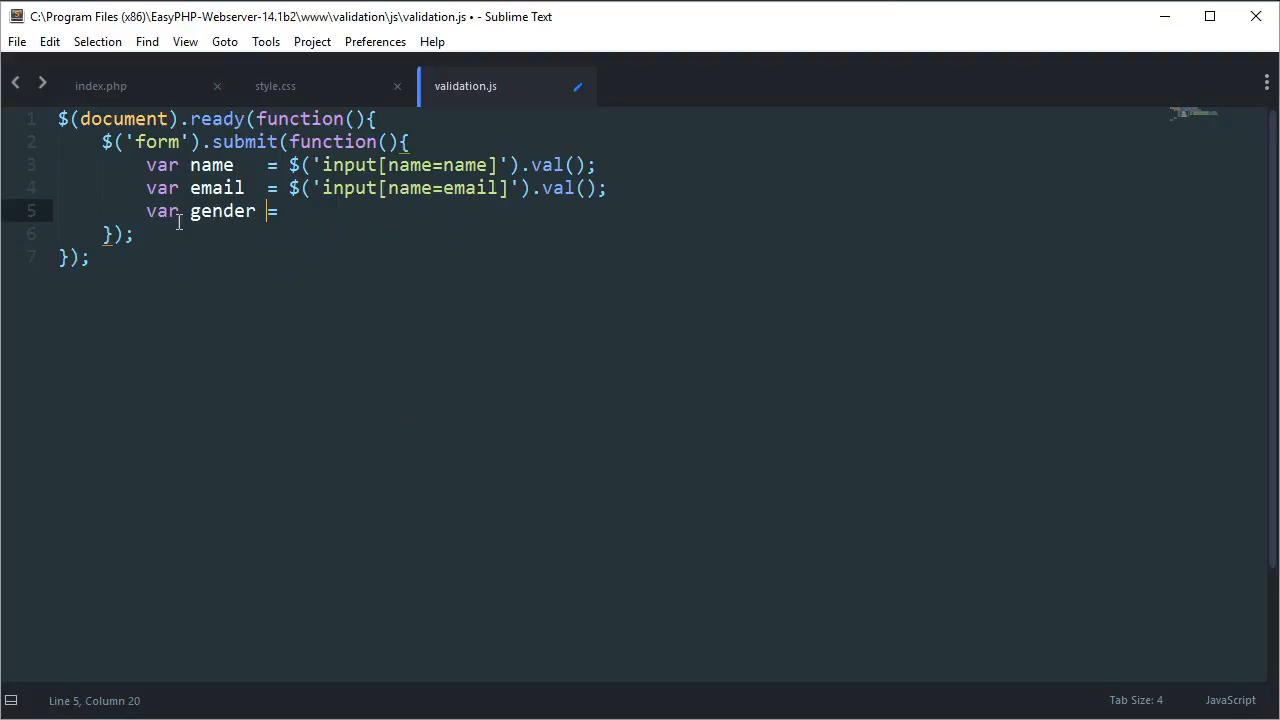 C:\Program Files (x86)\EasyPHP-Webserver-14.1b2\www\validation\js\validation.js • - Sublime Text
File Edit Selection Find View Goto Tools Project Preferences Help
index.php style.css validation.js
1 $(document).ready(function(){
2 $('form').submit(function(){
3 var name = $('input[name=name]').val();
4 var email = $('input[name=email]').val();
5 var gender =
6 });
7 });
Line 5, Column 20 Tab Size: 4 JavaScript